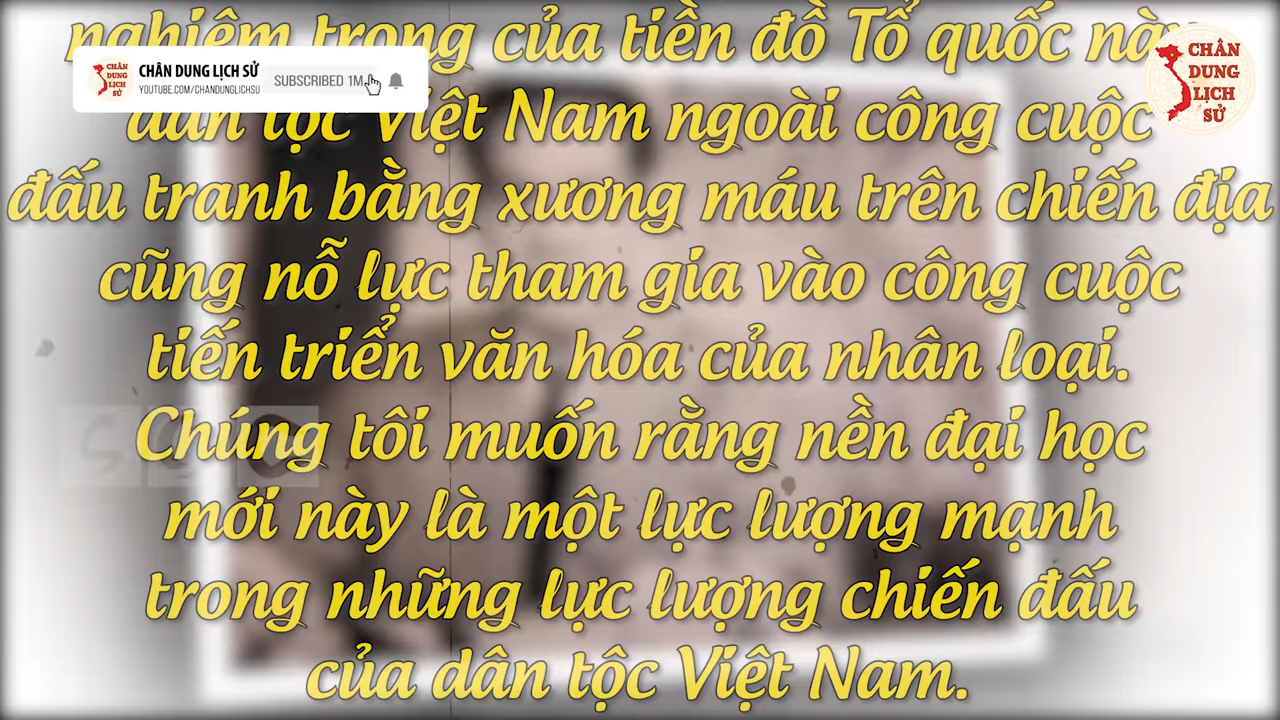 nghiêm trọng của tiền đồ Tổ quốc này
CHÂN DUNG LỊCH SỬ
YOUTUBE.COM/CHANDUNGLICHSU
SUBSCRIBED 1M
CHÂN
DUNG
LỊCH
SỬ
CHÂN
DUNG
LỊCH
SỬ
dân tộc Việt Nam ngoài công cuộc
đấu tranh bằng xương máu trên chiến địa
cũng nỗ lực tham gia vào công cuộc
tiến triển văn hóa của nhân loại.
Chúng tôi muốn rằng nền đại học
mới này là một lực lượng mạnh
trong những lực lượng chiến đấu
của dân tộc Việt Nam.